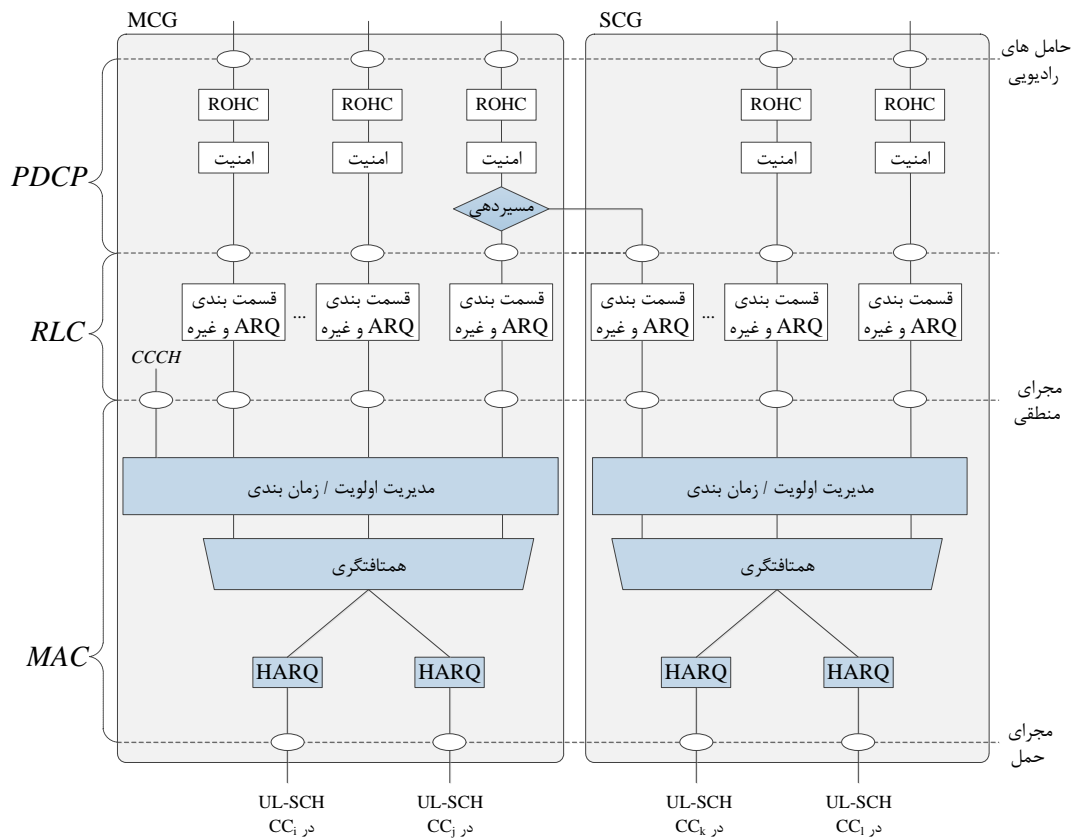 MCG
SCG
حامل های
رادیویی
ROHC
ROHC
ROHC
ROHC
ROHC
امنیت
امنیت
امنیت
امنیت
امنیت
PDCP
مسیردهی
قسمت بندی
ARQ و غیره
...
قسمت بندی
ARQ و غیره
قسمت بندی
ARQ و غیره
قسمت بندی
ARQ و غیره
...
قسمت بندی
ARQ و غیره
قسمت بندی
ARQ و غیره
RLC
CCCH
مجرای
منطقی
مدیریت اولویت / زمان بندی
مدیریت اولویت / زمان بندی
همتافتگری
همتافتگری
MAC
HARQ
HARQ
HARQ
HARQ
مجرای
حمل
UL-SCH
در CCi
UL-SCH
در CCj
UL-SCH
در CCk
UL-SCH
در CCl